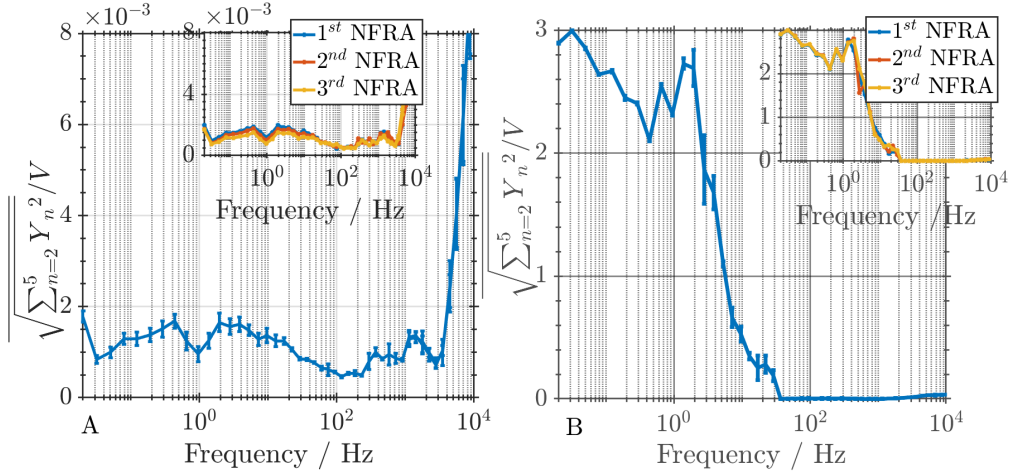 8 ×10⁻³
6
4
2
0
10⁰
10²
10⁴
Frequency / Hz
√∑⁵ₙ₌₂ Yₙ²/V
A
8 ×10⁻³
4
0
10⁰
10²
10⁴
Frequency / Hz
1ˢᵗ NFRA
2ⁿᵈ NFRA
3ʳᵈ NFRA
3
2
1
0
10⁰
10²
10⁴
Frequency / Hz
√∑⁵ₙ₌₂ Yₙ²/V
B
2
1
0
10⁰
10²
10⁴
Frequency / Hz
1ˢᵗ NFRA
2ⁿᵈ NFRA
3ʳᵈ NFRA